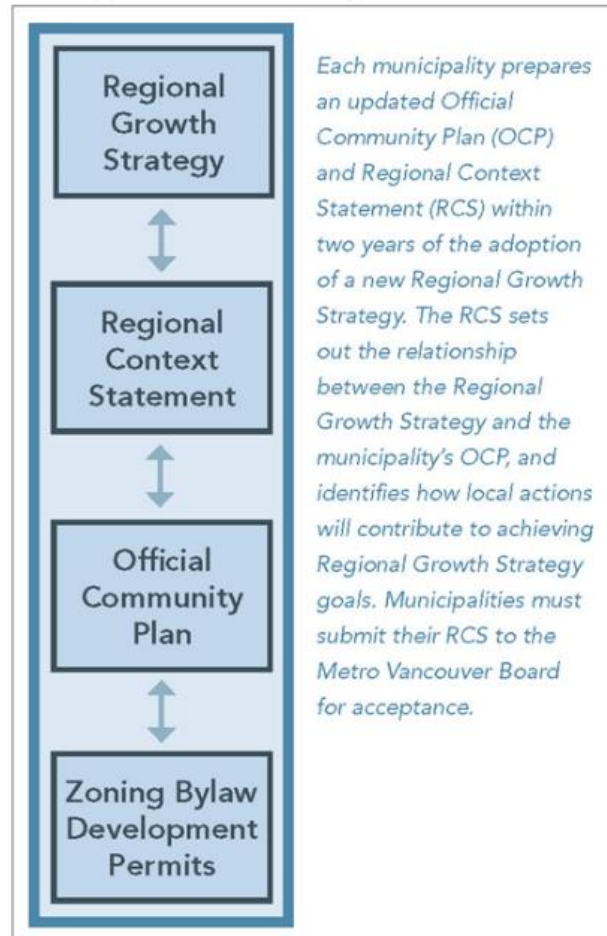 Regional
Growth
Strategy
Regional
Context
Statement
Official
Community
Plan
Zoning Bylaw
Development
Permits
Each municipality prepares
an updated Official
Community Plan (OCP)
and Regional Context
Statement (RCS) within
two years of the adoption
of a new Regional Growth
Strategy. The RCS sets
out the relationship
between the Regional
Growth Strategy and the
municipality's OCP, and
identifies how local actions
will contribute to achieving
Regional Growth Strategy
goals. Municipalities must
submit their RCS to the
Metro Vancouver Board
for acceptance.